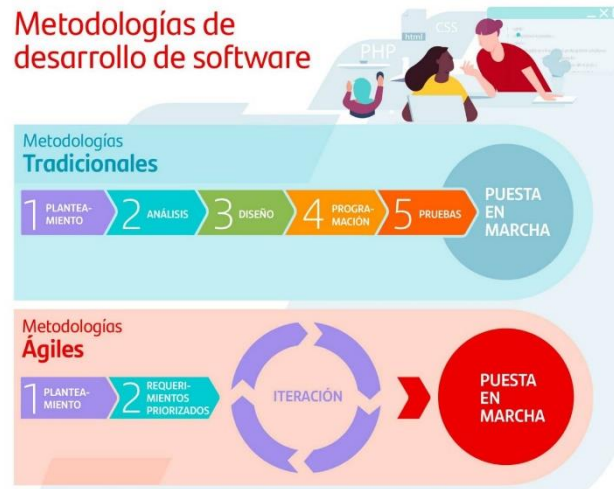 Metodologías de
desarrollo de software
PHP
html
CSS
Metodologías
Tradicionales
1 PLANTEA-
MIENTO
2 ANÁLISIS
3 DISEÑO
4 PROGRA-
MACIÓN
5 PRUEBAS
PUESTA
EN
MARCHA
Metodologías
Ágiles
1 PLANTEA-
MIENTO
2 REQUERI-
MIENTOS
PRIORIZADOS
ITERACIÓN
PUESTA
EN
MARCHA